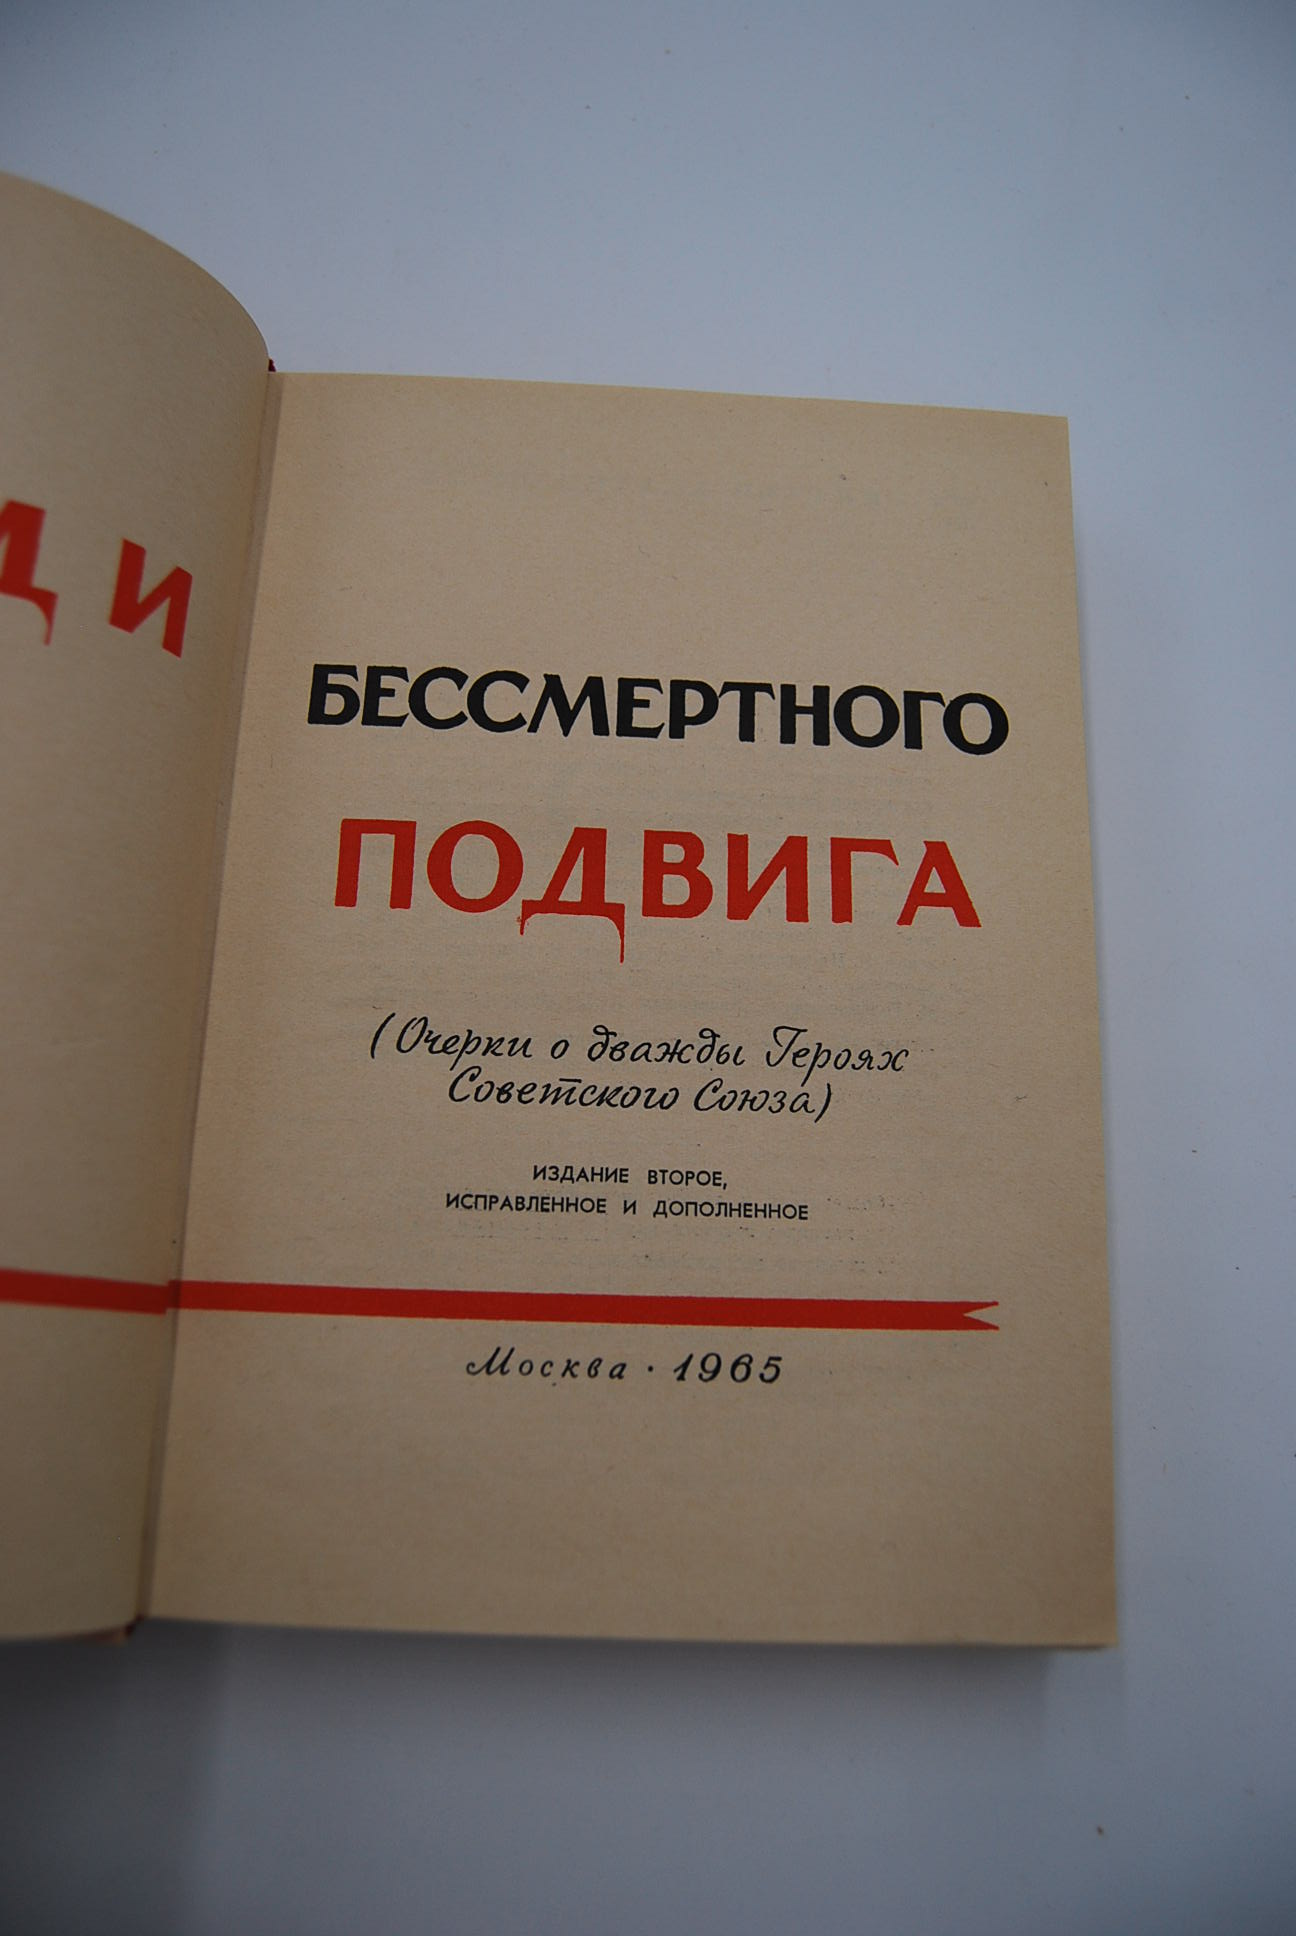 ДИ
БЕССМЕРТНОГО
ПОДВИГА
(Очерки о дважды Героях
Советского Союза)
ИЗДАНИЕ ВТОРОЕ,
ИСПРАВЛЕННОЕ И ДОПОЛНЕННОЕ
Москва · 1965